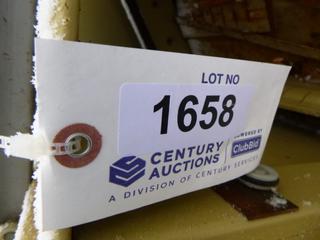 LOT NO
1658
CENTURY AUCTIONS
POWERED BY
ClubBid
A DIVISION OF CENTURY SERVICES